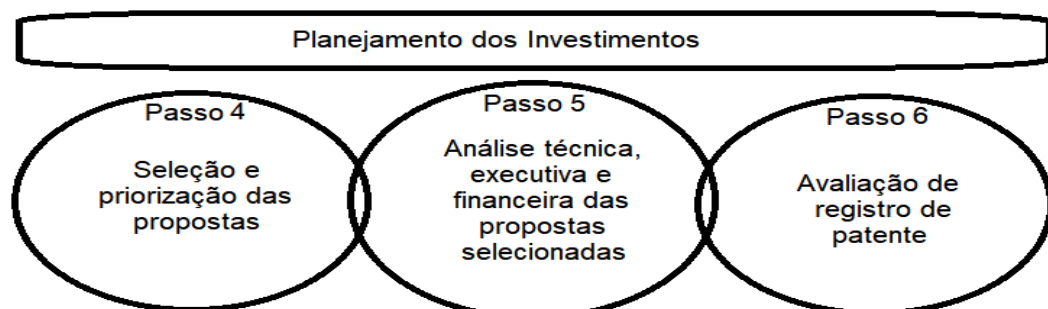 Planejamento dos Investimentos
Passo 4
Seleção e
priorização das
propostas
Passo 5
Análise técnica,
executiva e
financeira das
propostas
selecionadas
Passo 6
Avaliação de
registro de
patente